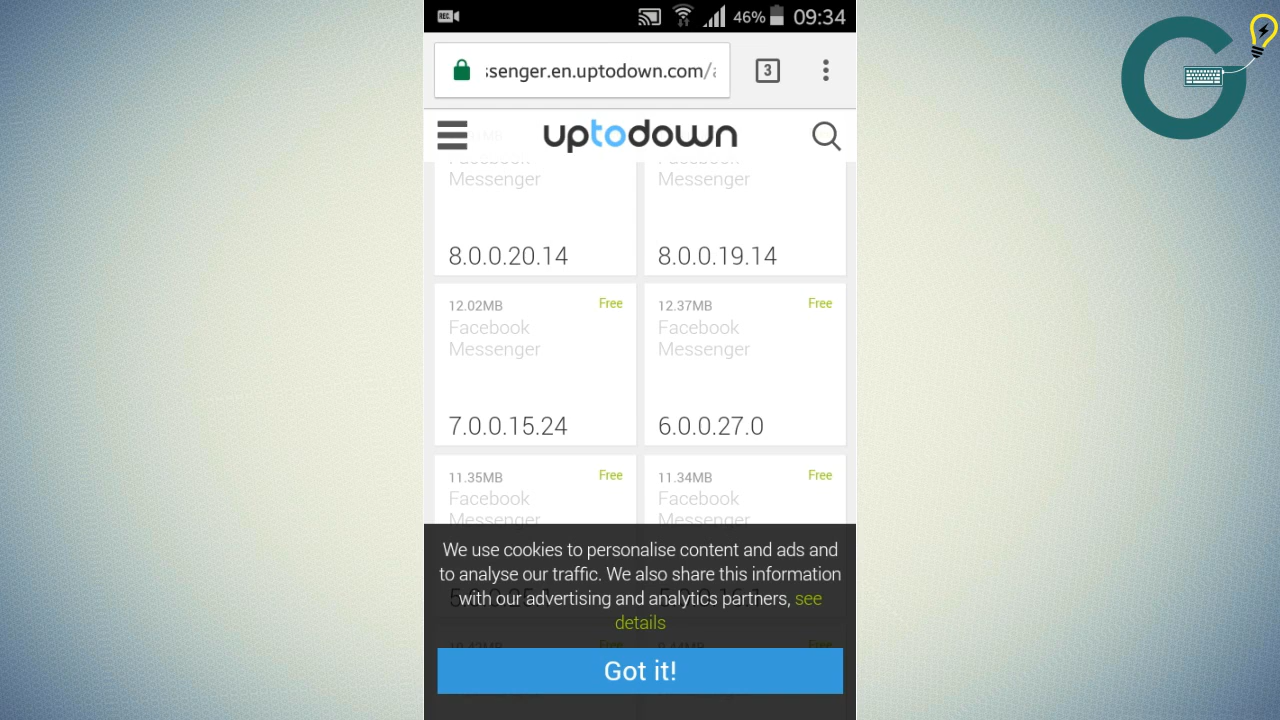 REC
46% 09:34
ssenger.en.uptodown.com/a
3
uptodown
Facebook
Messenger
8.0.0.20.14
Facebook
Messenger
8.0.0.19.14
12.02MB Free
Facebook
Messenger
7.0.0.15.24
12.37MB Free
Facebook
Messenger
6.0.0.27.0
11.35MB Free
Facebook
Messenger
11.34MB Free
Facebook
Messenger
We use cookies to personalise content and ads and
to analyse our traffic. We also share this information
with our advertising and analytics partners, see
details
Got it!